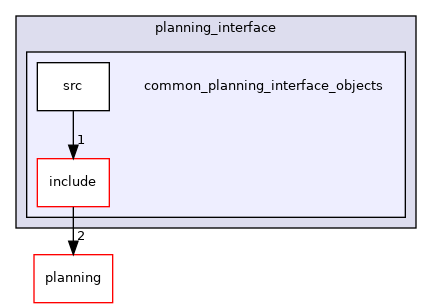 planning_interface
src
common_planning_interface_objects
1
include
2
planning